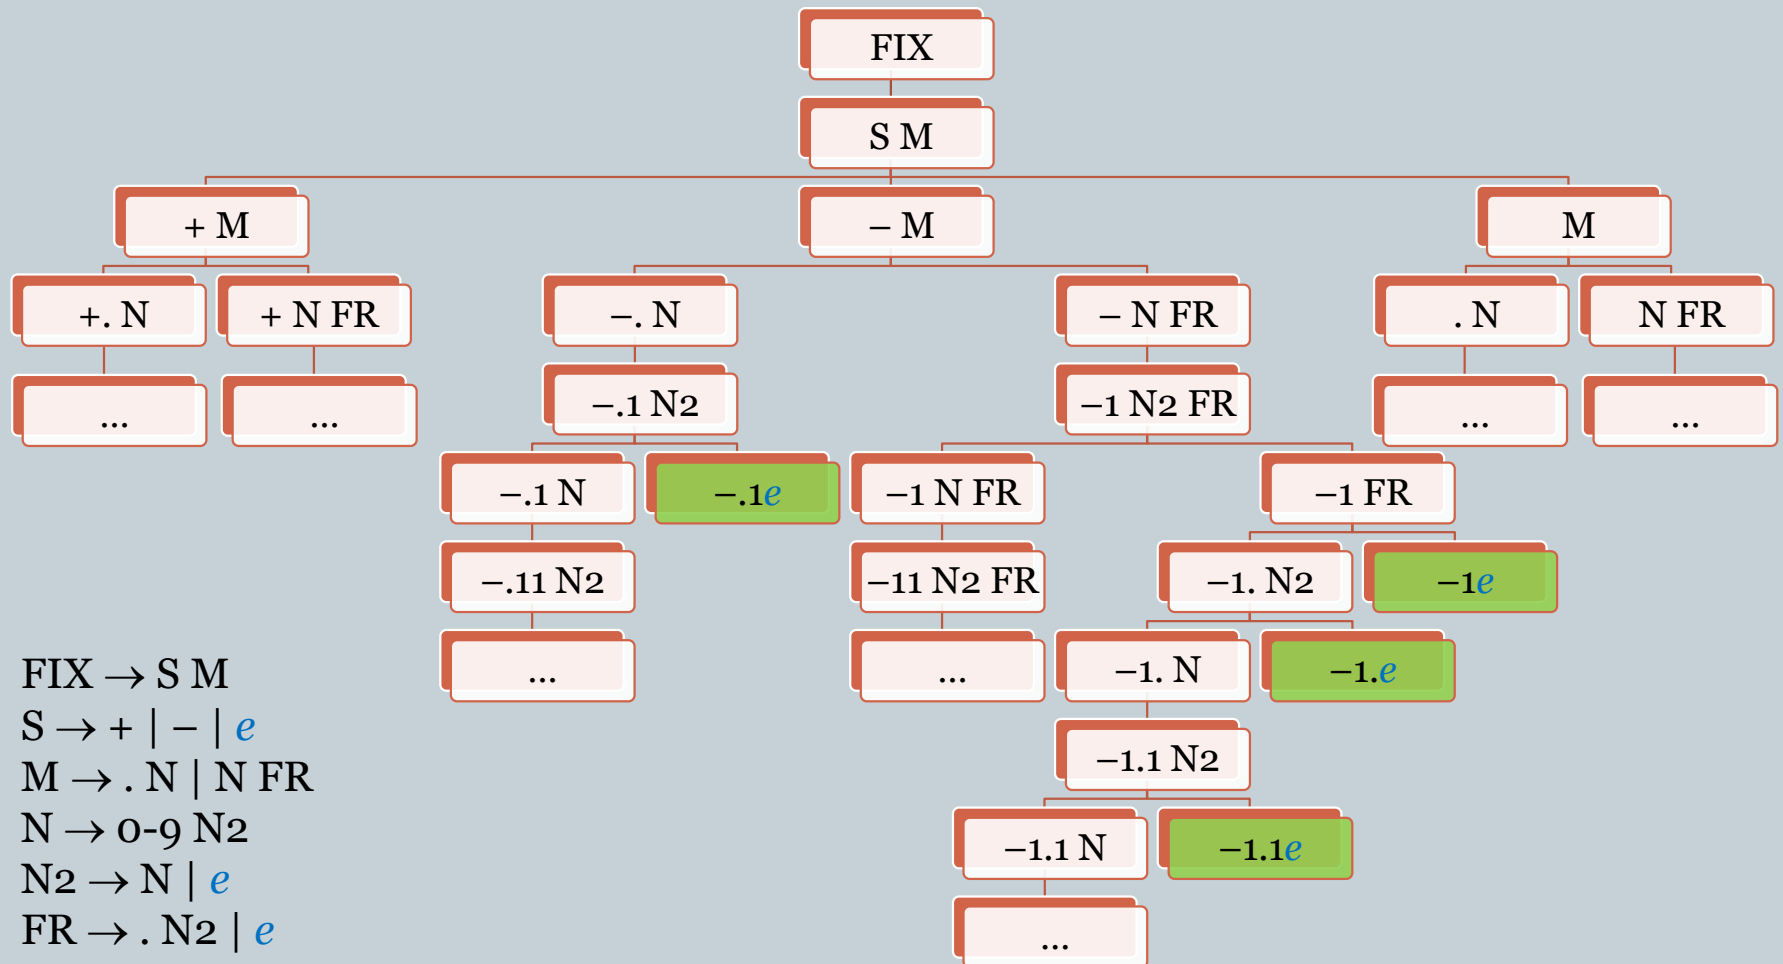 FIX
S M
+ M
– M
M
+. N
+ N FR
–. N
– N FR
. N
N FR
...
...
–.1 N2
–1 N2 FR
...
...
–.1 N
–.1e
–1 N FR
–1 FR
–.11 N2
–11 N2 FR
–1. N2
–1e
...
...
–1. N
–1.e
–1.1 N2
–1.1 N
–1.1e
...
FIX → S M
S → + | – | e
M → . N | N FR
N → 0-9 N2
N2 → N | e
FR → . N2 | e